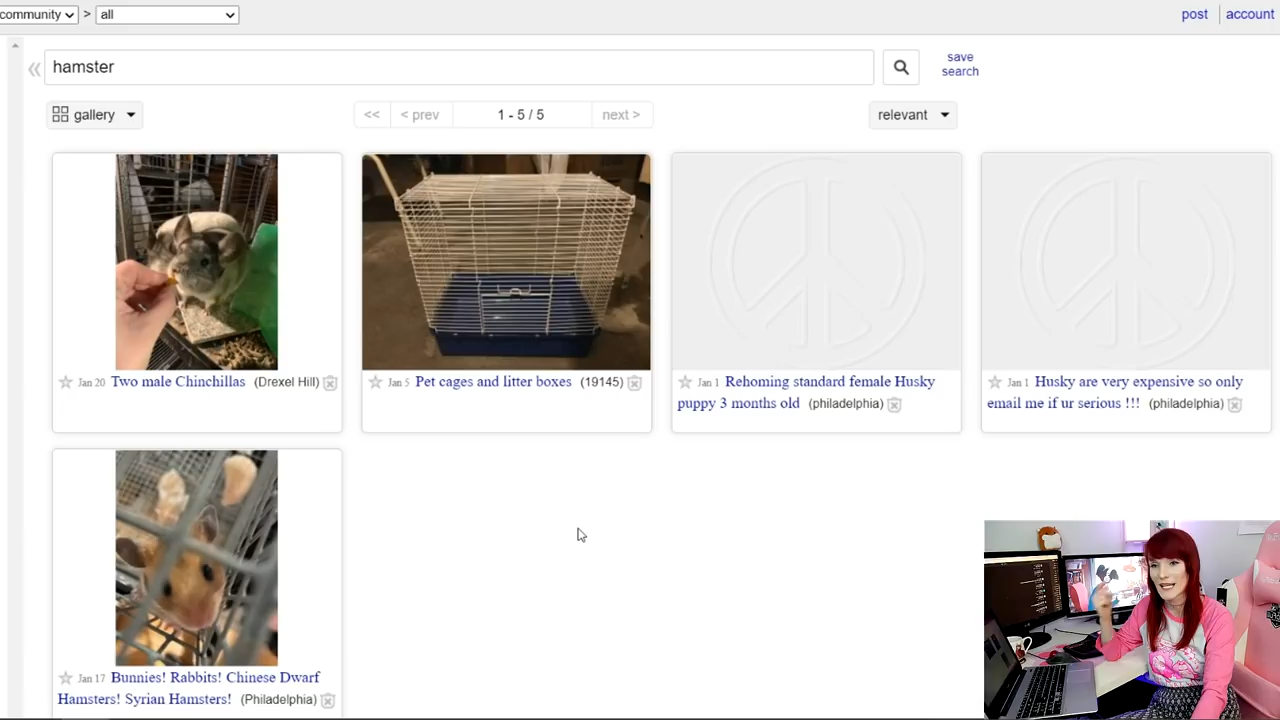 community > all post account
hamster save
search
gallery << < prev 1 - 5 / 5 next > relevant
Jan 20 Two male Chinchillas (Drexel Hill)
Jan 5 Pet cages and litter boxes (19145)
Jan 1 Rehoming standard female Husky
puppy 3 months old (philadelphia)
Jan 1 Husky are very expensive so only
email me if ur serious !!! (philadelphia)
Jan 17 Bunnies! Rabbits! Chinese Dwarf
Hamsters! Syrian Hamsters! (Philadelphia)